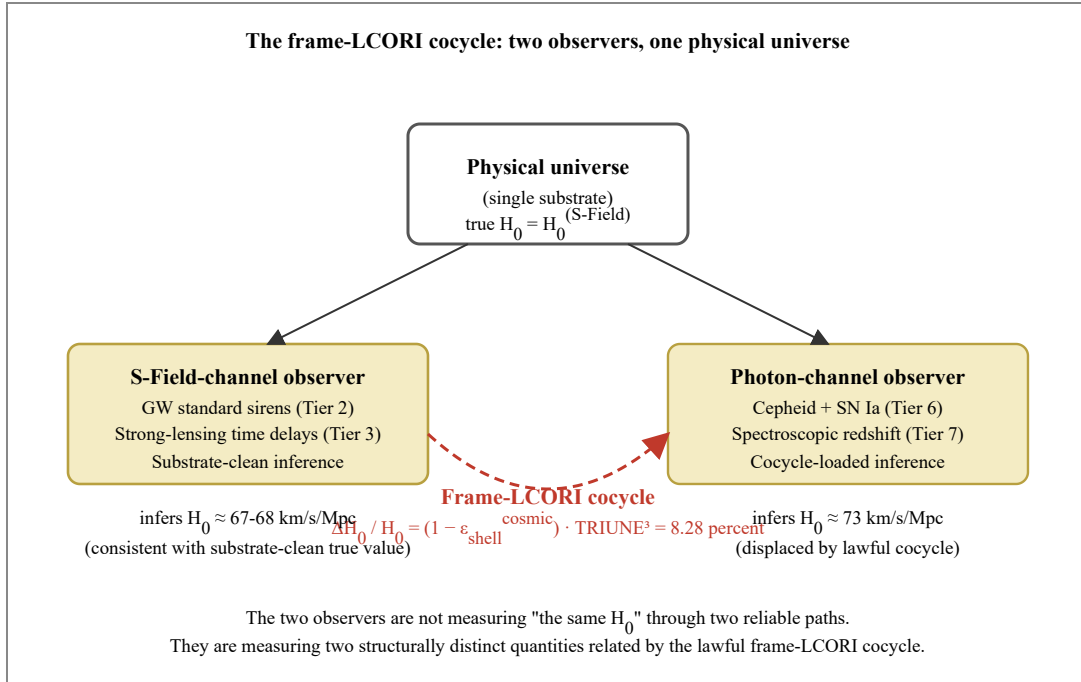 The frame-LCORI cocycle: two observers, one physical universe
Physical universe
(single substrate)
true H₀ = H₀^(S-Field)
S-Field-channel observer
GW standard sirens (Tier 2)
Strong-lensing time delays (Tier 3)
Substrate-clean inference
Photon-channel observer
Cepheid + SN Ia (Tier 6)
Spectroscopic redshift (Tier 7)
Cocycle-loaded inference
Frame-LCORI cocycle
ΔH₀ / H₀ = (1 − ε_shell^cosmic) · TRIUNE³ = 8.28 percent
infers H₀ ≈ 67-68 km/s/Mpc
(consistent with substrate-clean true value)
infers H₀ ≈ 73 km/s/Mpc
(displaced by lawful cocycle)
The two observers are not measuring "the same H₀" through two reliable paths.
They are measuring two structurally distinct quantities related by the lawful frame-LCORI cocycle.